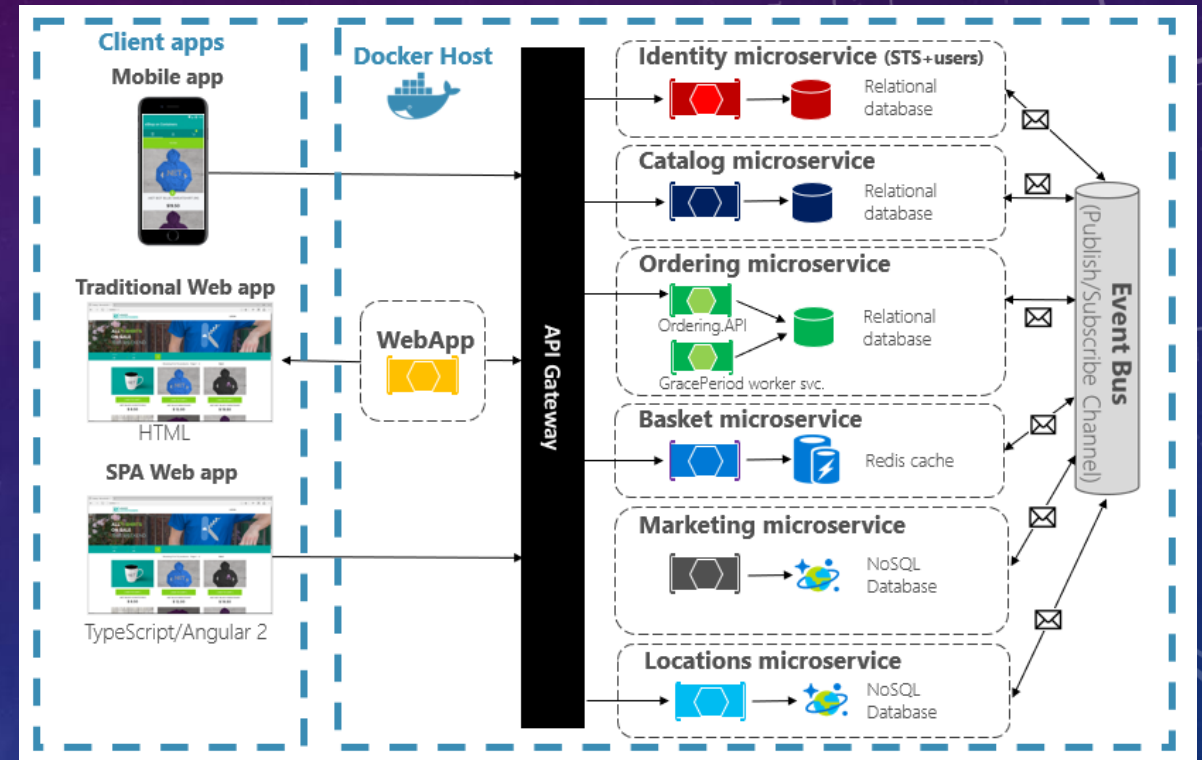 Client apps
Mobile app
Traditional Web app
HTML
SPA Web app
TypeScript/Angular 2
Docker Host
WebApp
API Gateway
Identity microservice (STS+users)
Relational
database
Catalog microservice
Relational
database
Ordering microservice
Ordering.API
GracePeriod worker svc.
Relational
database
Basket microservice
Redis cache
Marketing microservice
NoSQL
Database
Locations microservice
NoSQL
Database
Event Bus
(Publish/Subscribe Channel)